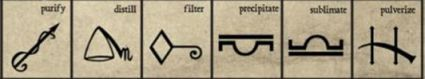 purify
distill
filter
precipitate
sublimate
pulverize